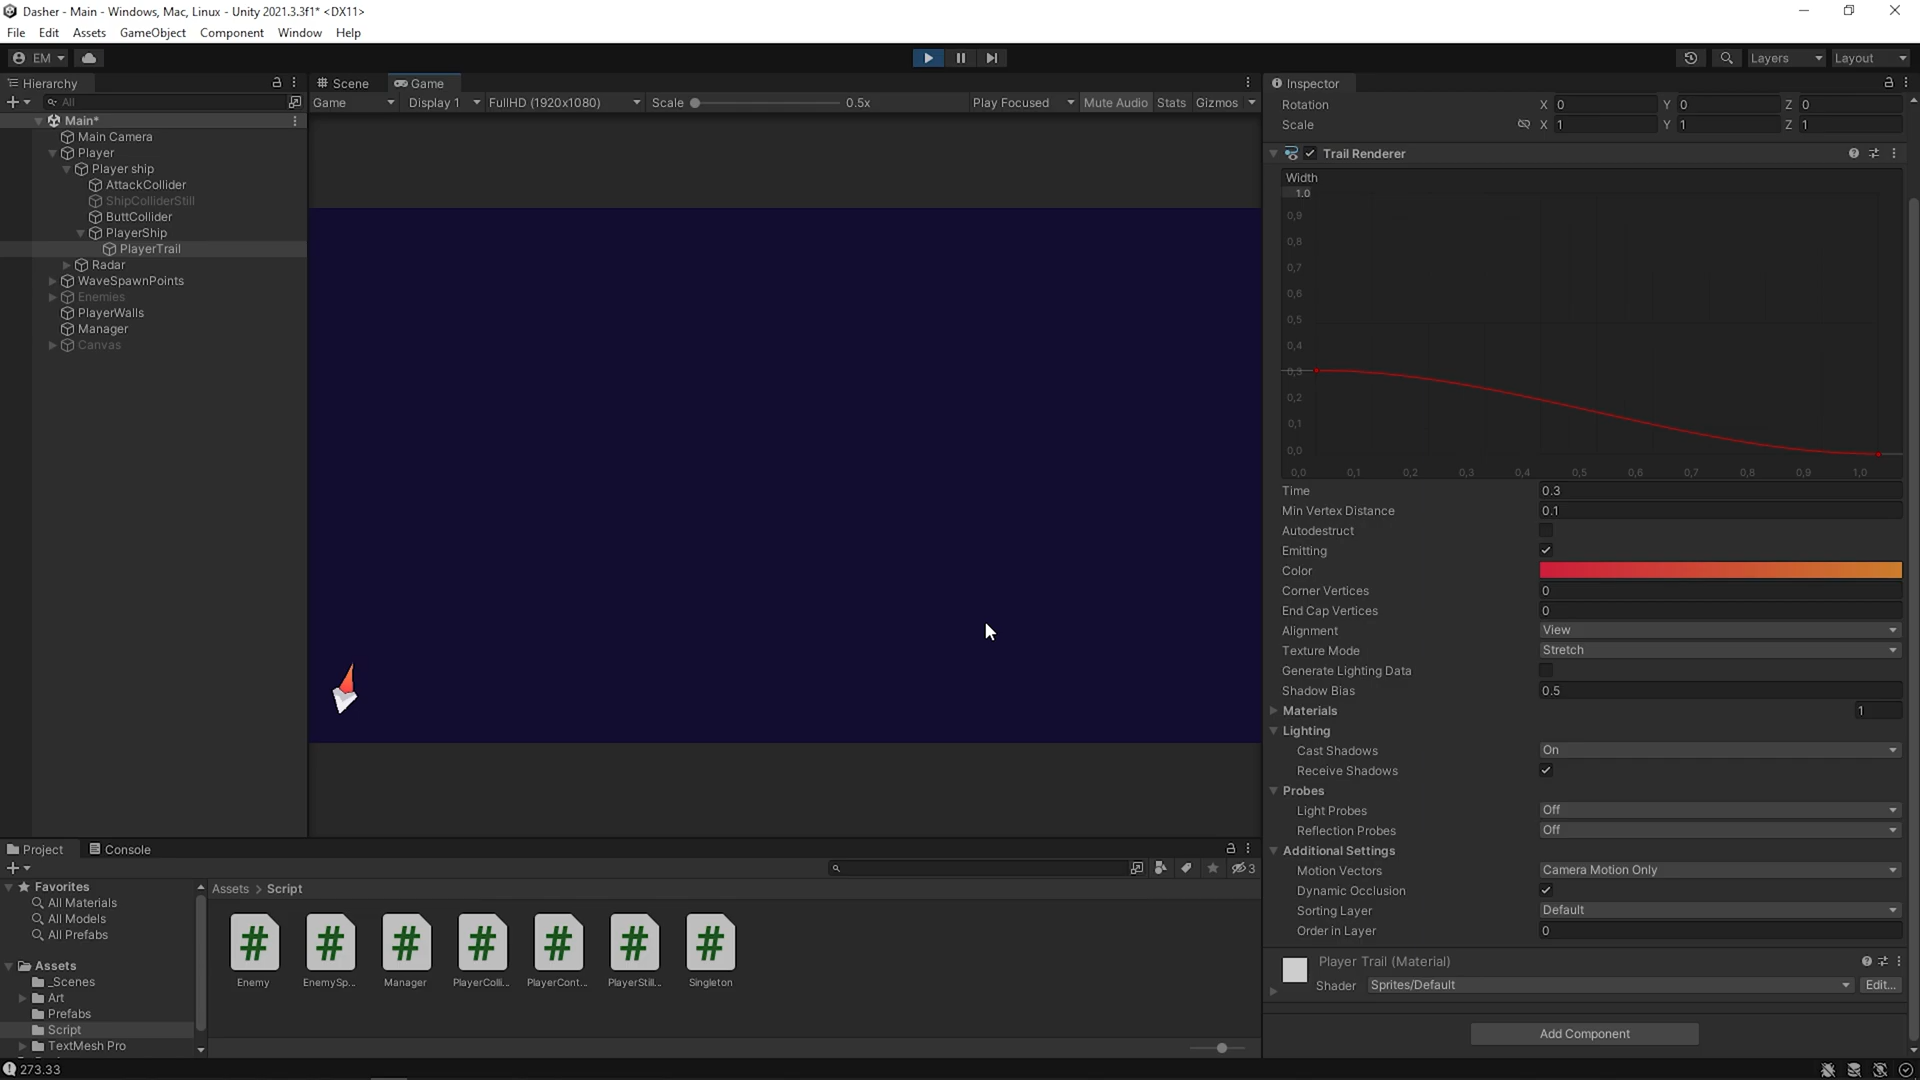 Dasher - Main - Windows, Mac, Linux - Unity 2021.3.3f1* <DX11>
File Edit Assets GameObject Component Window Help
EM Layers Layout
Hierarchy
All
Main*
Main Camera
Player
Player ship
AttackCollider
ShipColliderStill
ButtCollider
PlayerShip
PlayerTrail
Radar
WaveSpawnPoints
Enemies
PlayerWalls
Manager
Canvas
Scene Game
Game Display 1 FullHD (1920x1080) Scale 0.5x Play Focused Mute Audio Stats Gizmos
Inspector
Rotation X 0 Y 0 Z 0
Scale X 1 Y 1 Z 1
Trail Renderer
Width
1.0
0,9
0,8
0,7
0,6
0,5
0,4
0,3
0,2
0,1
0,0
0,0 0,1 0,2 0,3 0,4 0,5 0,6 0,7 0,8 0,9 1,0
Time 0.3
Min Vertex Distance 0.1
Autodestruct
Emitting
Color
Corner Vertices 0
End Cap Vertices 0
Alignment View
Texture Mode Stretch
Generate Lighting Data
Shadow Bias 0.5
Materials 1
Lighting
Cast Shadows On
Receive Shadows
Probes
Light Probes Off
Reflection Probes Off
Additional Settings
Motion Vectors Camera Motion Only
Dynamic Occlusion
Sorting Layer Default
Order in Layer 0
Player Trail (Material)
Shader Sprites/Default Edit...
Add Component
Project Console
3
Favorites
All Materials
All Models
All Prefabs
Assets
_Scenes
Art
Prefabs
Script
TextMesh Pro
Assets > Script
Enemy EnemySp... Manager PlayerColli... PlayerCont... PlayerStill... Singleton
273.33